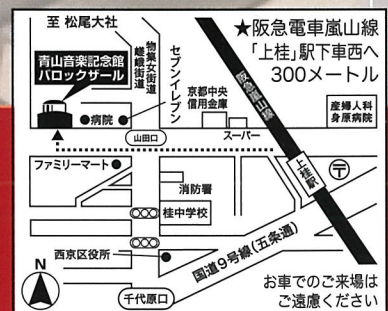 至 松尾大社
★阪急電車嵐山線
「上桂」駅下車西へ
300メートル
青山音楽記念館
バロックザール
物集女街道
嵯峨街道
セブンイレブン
阪急嵐山線
京都中央
信用金庫
産婦人科
身原病院
病院
山田口
スーパー
ファミリーマート
上桂駅
〒
消防署
桂中学校
西京区役所
国道9号線(五条通)
N
千代原口
お車でのご来場は
ご遠慮ください